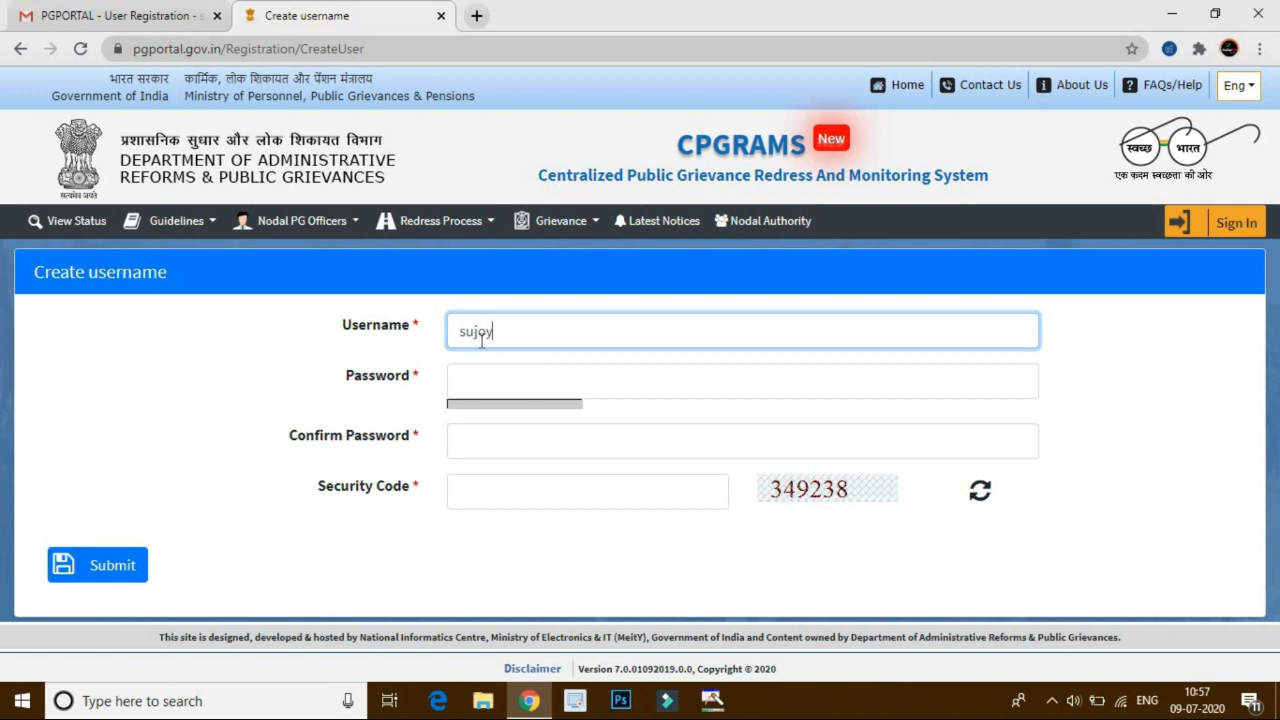 PGPORTAL - User Registration - s
Create username
pgportal.gov.in/Registration/CreateUser
भारत सरकार कार्मिक, लोक शिकायत और पेंशन मंत्रालय
Government of India Ministry of Personnel, Public Grievances & Pensions
Home Contact Us About Us FAQs/Help Eng
प्रशासनिक सुधार और लोक शिकायत विभाग
DEPARTMENT OF ADMINISTRATIVE
REFORMS & PUBLIC GRIEVANCES
सत्यमेव जयते
CPGRAMS New
Centralized Public Grievance Redress And Monitoring System
स्वच्छ भारत
एक कदम स्वच्छता की ओर
View Status Guidelines Nodal PG Officers Redress Process Grievance Latest Notices Nodal Authority Sign In
Create username
Username * sujoy
Password *
Confirm Password *
Security Code * 349238
Submit
This site is designed, developed & hosted by National Informatics Centre, Ministry of Electronics & IT (MeitY), Government of India and Content owned by Department of Administrative Reforms & Public Grievances.
Disclaimer Version 7.0.01092019.0.0, Copyright © 2020
Type here to search
Ps
ENG
10:57
09-07-2020
11